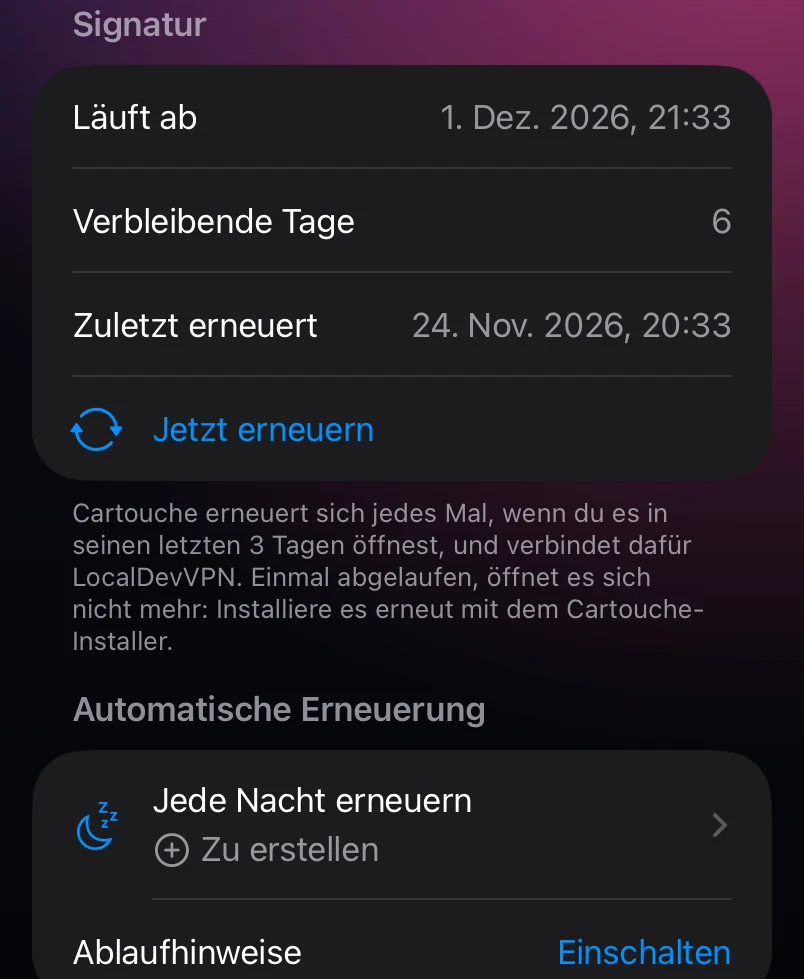 Signatur
Läuft ab 1. Dez. 2026, 21:33
Verbleibende Tage 6
Zuletzt erneuert 24. Nov. 2026, 20:33
Jetzt erneuern
Cartouche erneuert sich jedes Mal, wenn du es in
seinen letzten 3 Tagen öffnest, und verbindet dafür
LocalDevVPN. Einmal abgelaufen, öffnet es sich
nicht mehr: Installiere es erneut mit dem Cartouche-
Installer.
Automatische Erneuerung
Jede Nacht erneuern
Zu erstellen
Ablaufhinweise Einschalten